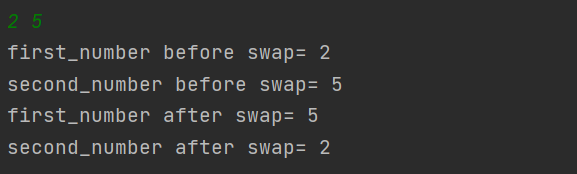 2 5
first_number before swap= 2
second_number before swap= 5
first_number after swap= 5
second_number after swap= 2